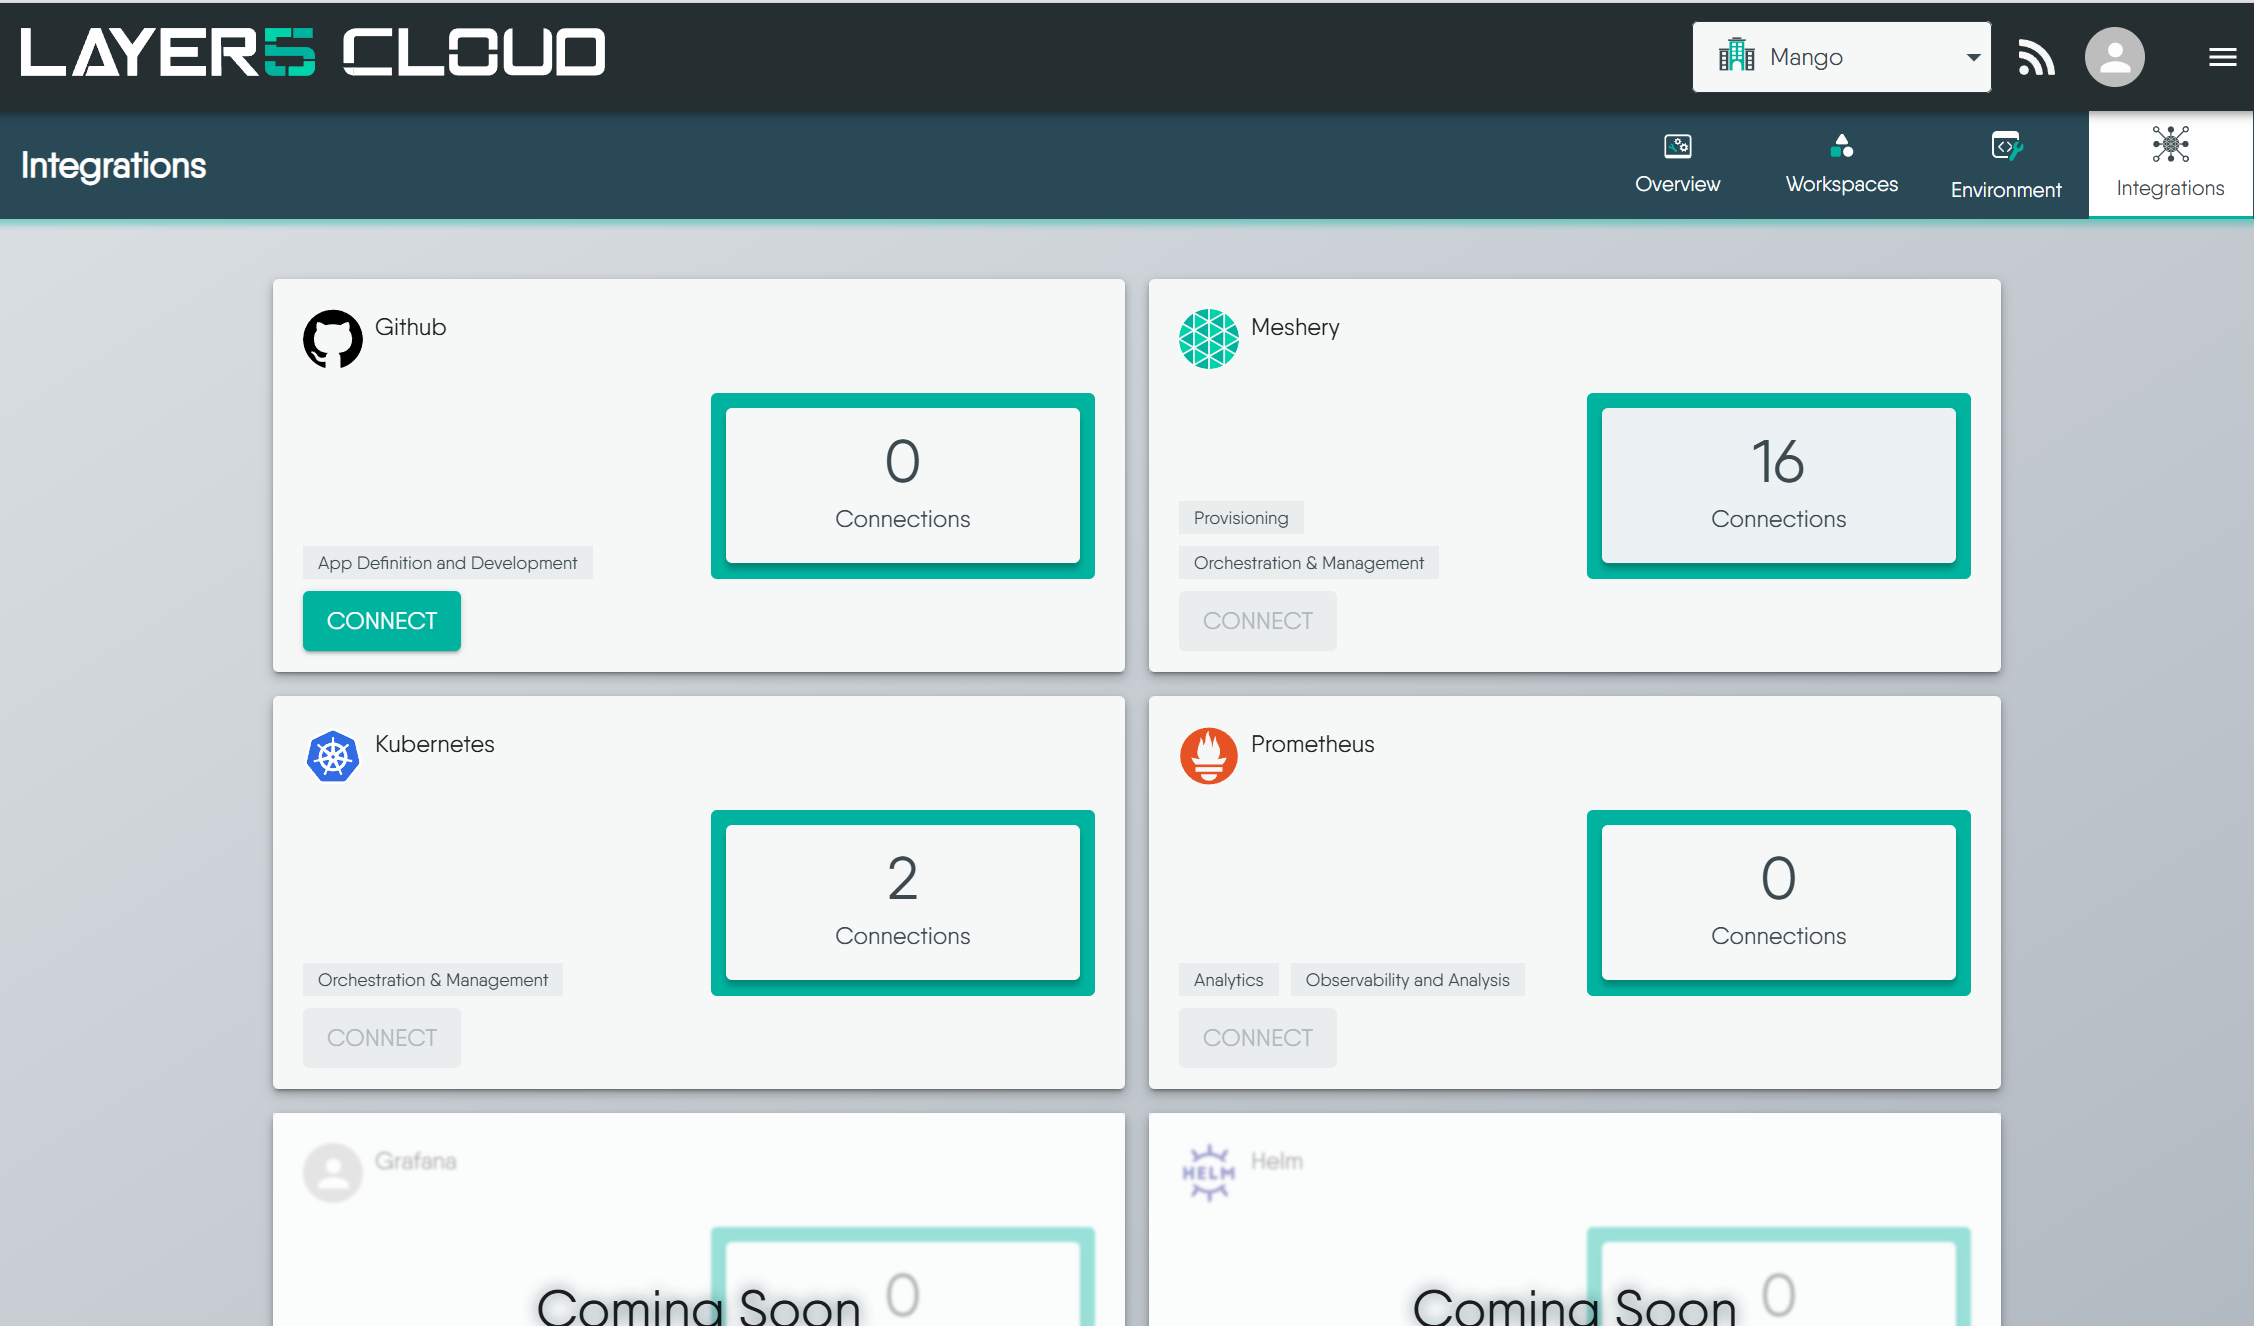 LAYER5 CLOUD
Mango
Integrations
Overview
Workspaces
Environment
Integrations
Github
0
Connections
App Definition and Development
CONNECT
Meshery
16
Connections
Provisioning
Orchestration & Management
CONNECT
Kubernetes
2
Connections
Orchestration & Management
CONNECT
Prometheus
0
Connections
Analytics
Observability and Analysis
CONNECT
Grafana
0
Coming Soon
HELM
Helm
0
Coming Soon